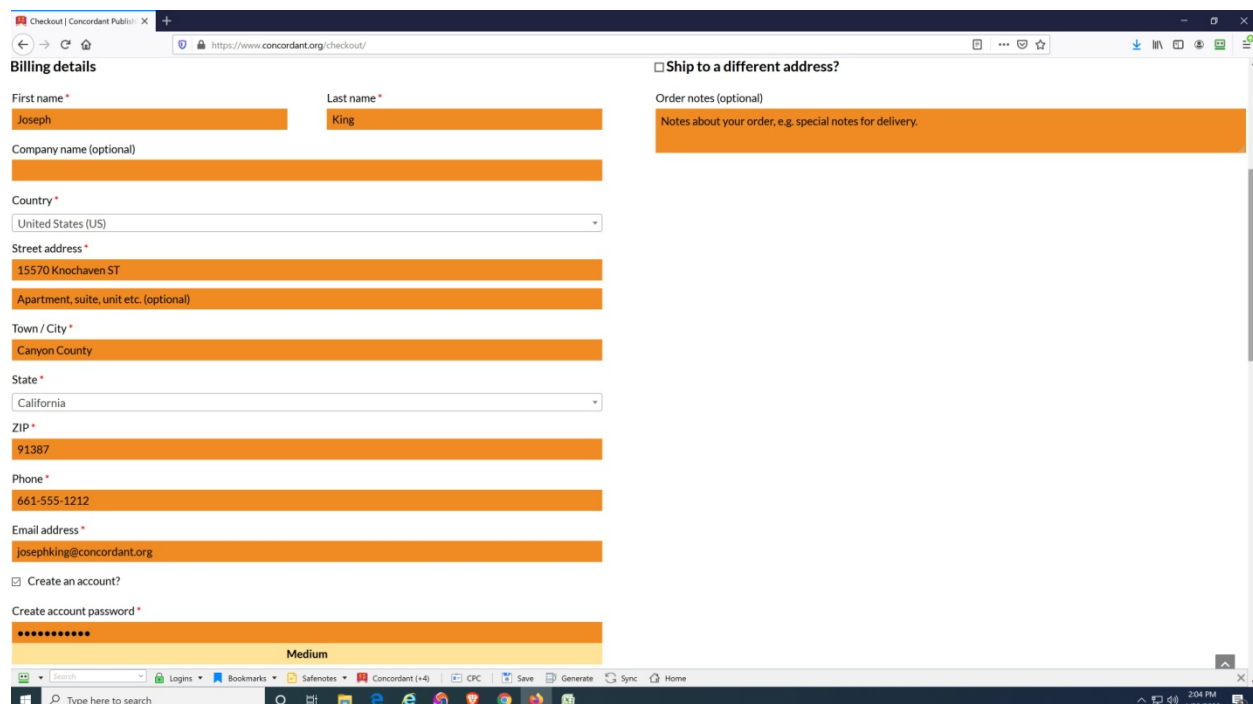 Checkout | Concordant Publish
https://www.concordant.org/checkout/
Billing details
First name *
Last name *
Joseph
King
Company name (optional)
Country *
United States (US)
Street address *
15570 Knochaven ST
Apartment, suite, unit etc. (optional)
Town / City *
Canyon County
State *
California
ZIP *
91387
Phone *
661-555-1212
Email address *
josephking@concordant.org
Create an account?
Create account password *
•••••••••••
Medium
Ship to a different address?
Order notes (optional)
Notes about your order, e.g. special notes for delivery.
Search Logins Bookmarks Safenotes Concordant (+4) CPC Save Generate Sync Home
Type here to search
2:04 PM